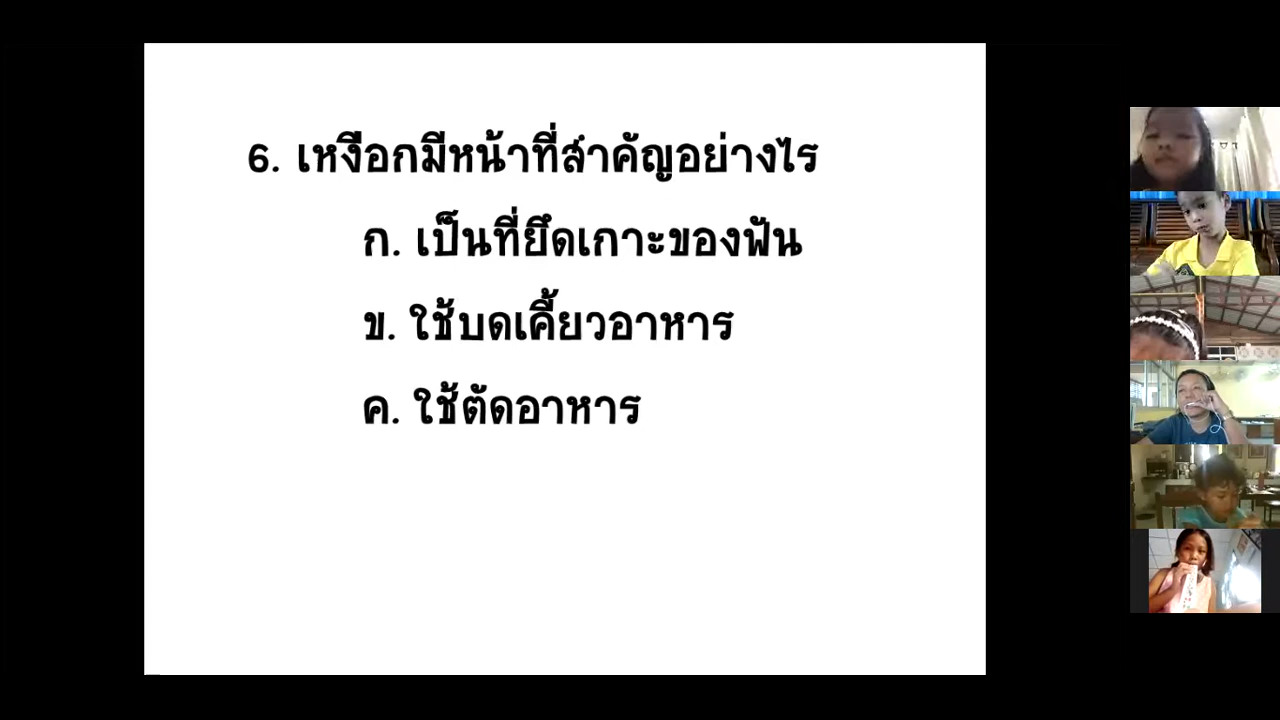 6. เหงือกมีหน้าที่สำคัญอย่างไร
ก. เป็นที่ยึดเกาะของฟัน
ข. ใช้บดเคี้ยวอาหาร
ค. ใช้ตัดอาหาร